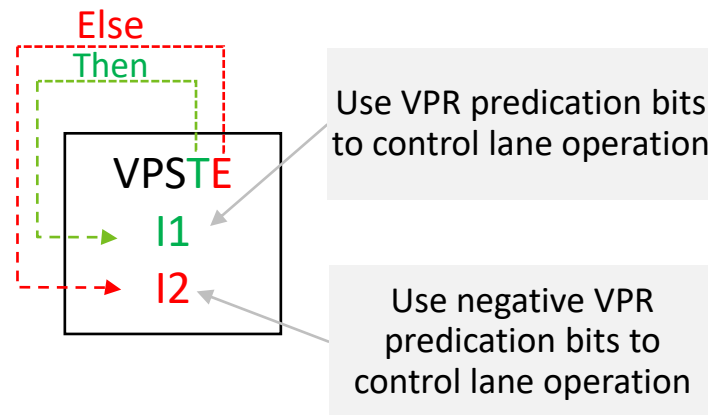 Else
Then
VPSTE
I1
I2
Use VPR predication bits
to control lane operation
Use negative VPR
predication bits to
control lane operation